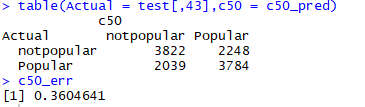 > table(Actual = test[,43],c50 = c50_pred)
c50
Actual notpopular Popular
notpopular 3822 2248
Popular 2039 3784
> c50_err
[1] 0.3604641